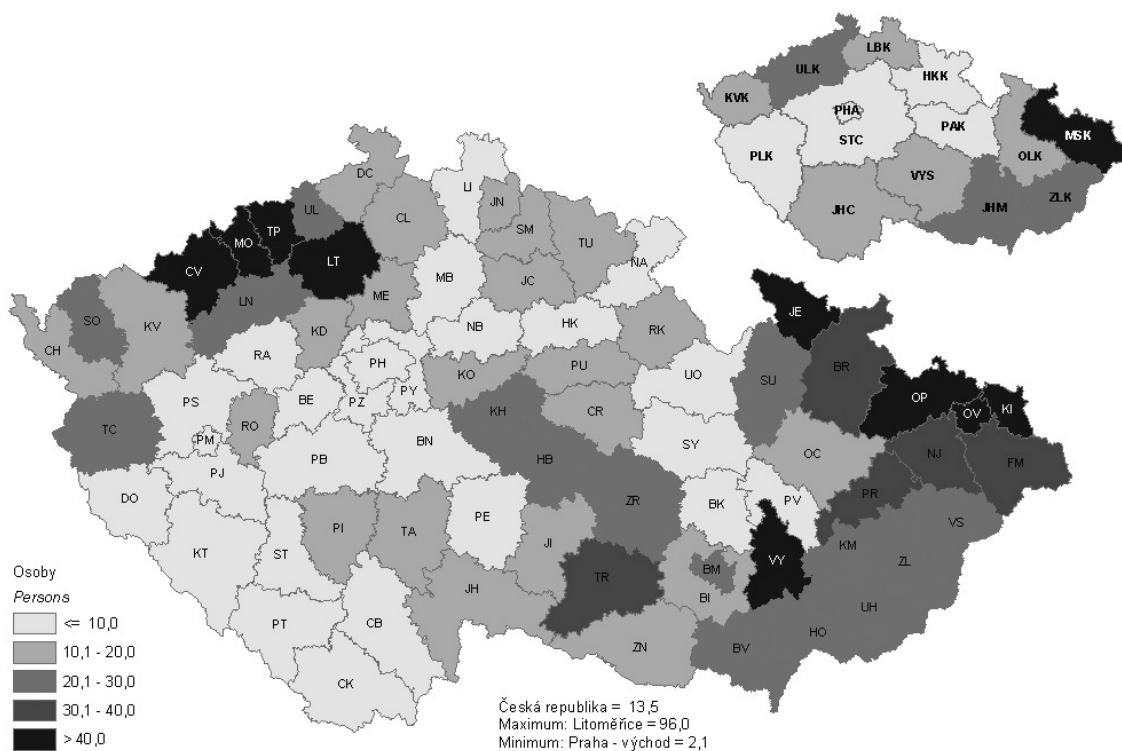 LBK
ULK
HKK
KVK
PHA
STC
PAK
MSK
PLK
OLK
VYS
ZLK
JHM
JHC
DC
LI
JN
UL
CL
SM
TU
TP
MO
NA
LT
CV
MB
JC
JE
ME
LN
SO
KV
NB
HK
RK
KD
CH
RA
PH
KO
PU
UO
SU
BR
OP
OV
KI
PS
BE
PZ
PY
KH
CR
TC
RO
PM
BN
SY
OC
NJ
FM
PB
HB
PJ
DO
PR
BK
PV
ZR
PE
VS
PI
TA
KT
ST
JI
KM
VY
ZL
TR
BM
JH
BI
UH
PT
CB
HO
ZN
BV
CK
Osoby
Persons
<= 10,0
10,1 - 20,0
20,1 - 30,0
30,1 - 40,0
> 40,0
Česká republika = 13,5
Maximum: Litoměřice = 96,0
Minimum: Praha - východ = 2,1